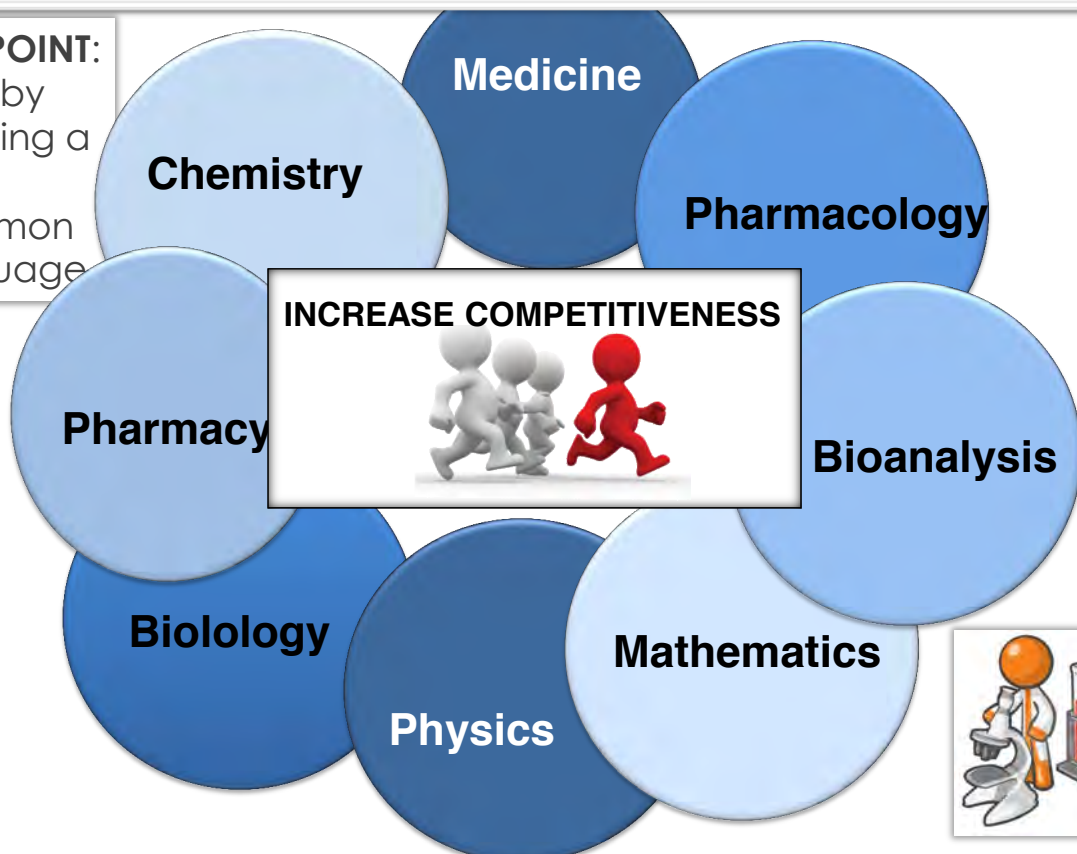 POINT:
by
ing a
mon
uage
Medicine
Chemistry
Pharmacology
INCREASE COMPETITIVENESS
Pharmacy
Bioanalysis
Biolology
Mathematics
Physics